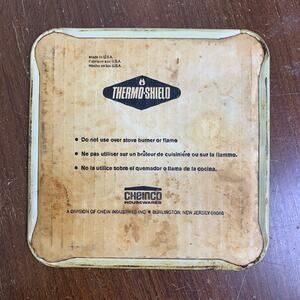 Made in U.S.A.
Fabriqué aux U.S.A.
Hecho en los U.S.A.
THERMO-SHIELD
• Do not use over stove burner or flame
• Ne pas utiliser sur un brûleur de cuisinière ou sur la flamme.
• No la utilice sobre el quemador o llama de la cocina.
CHEINCO
HOUSEWARES
A DIVISION OF CHEIN INDUSTRIES INC. • BURLINGTON, NEW JERSEY 08016